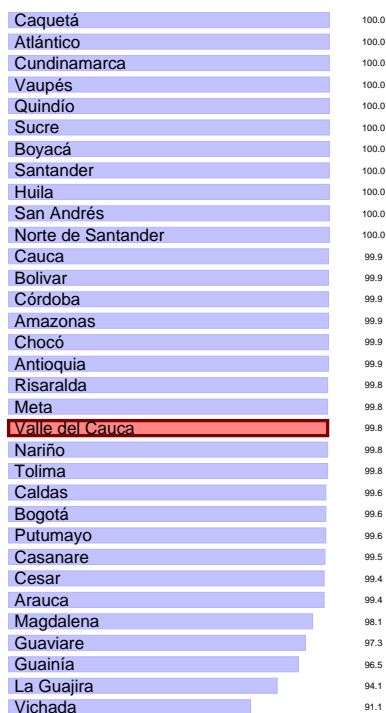 Caquetá 100.0
Atlántico 100.0
Cundinamarca 100.0
Vaupés 100.0
Quindío 100.0
Sucre 100.0
Boyacá 100.0
Santander 100.0
Huila 100.0
San Andrés 100.0
Norte de Santander 100.0
Cauca 99.9
Bolivar 99.9
Córdoba 99.9
Amazonas 99.9
Chocó 99.9
Antioquia 99.9
Risaralda 99.8
Meta 99.8
Valle del Cauca 99.8
Nariño 99.8
Tolima 99.8
Caldas 99.6
Bogotá 99.6
Putumayo 99.6
Casanare 99.5
Cesar 99.4
Arauca 99.4
Magdalena 98.1
Guaviare 97.3
Guainía 96.5
La Guajira 94.1
Vichada 91.1